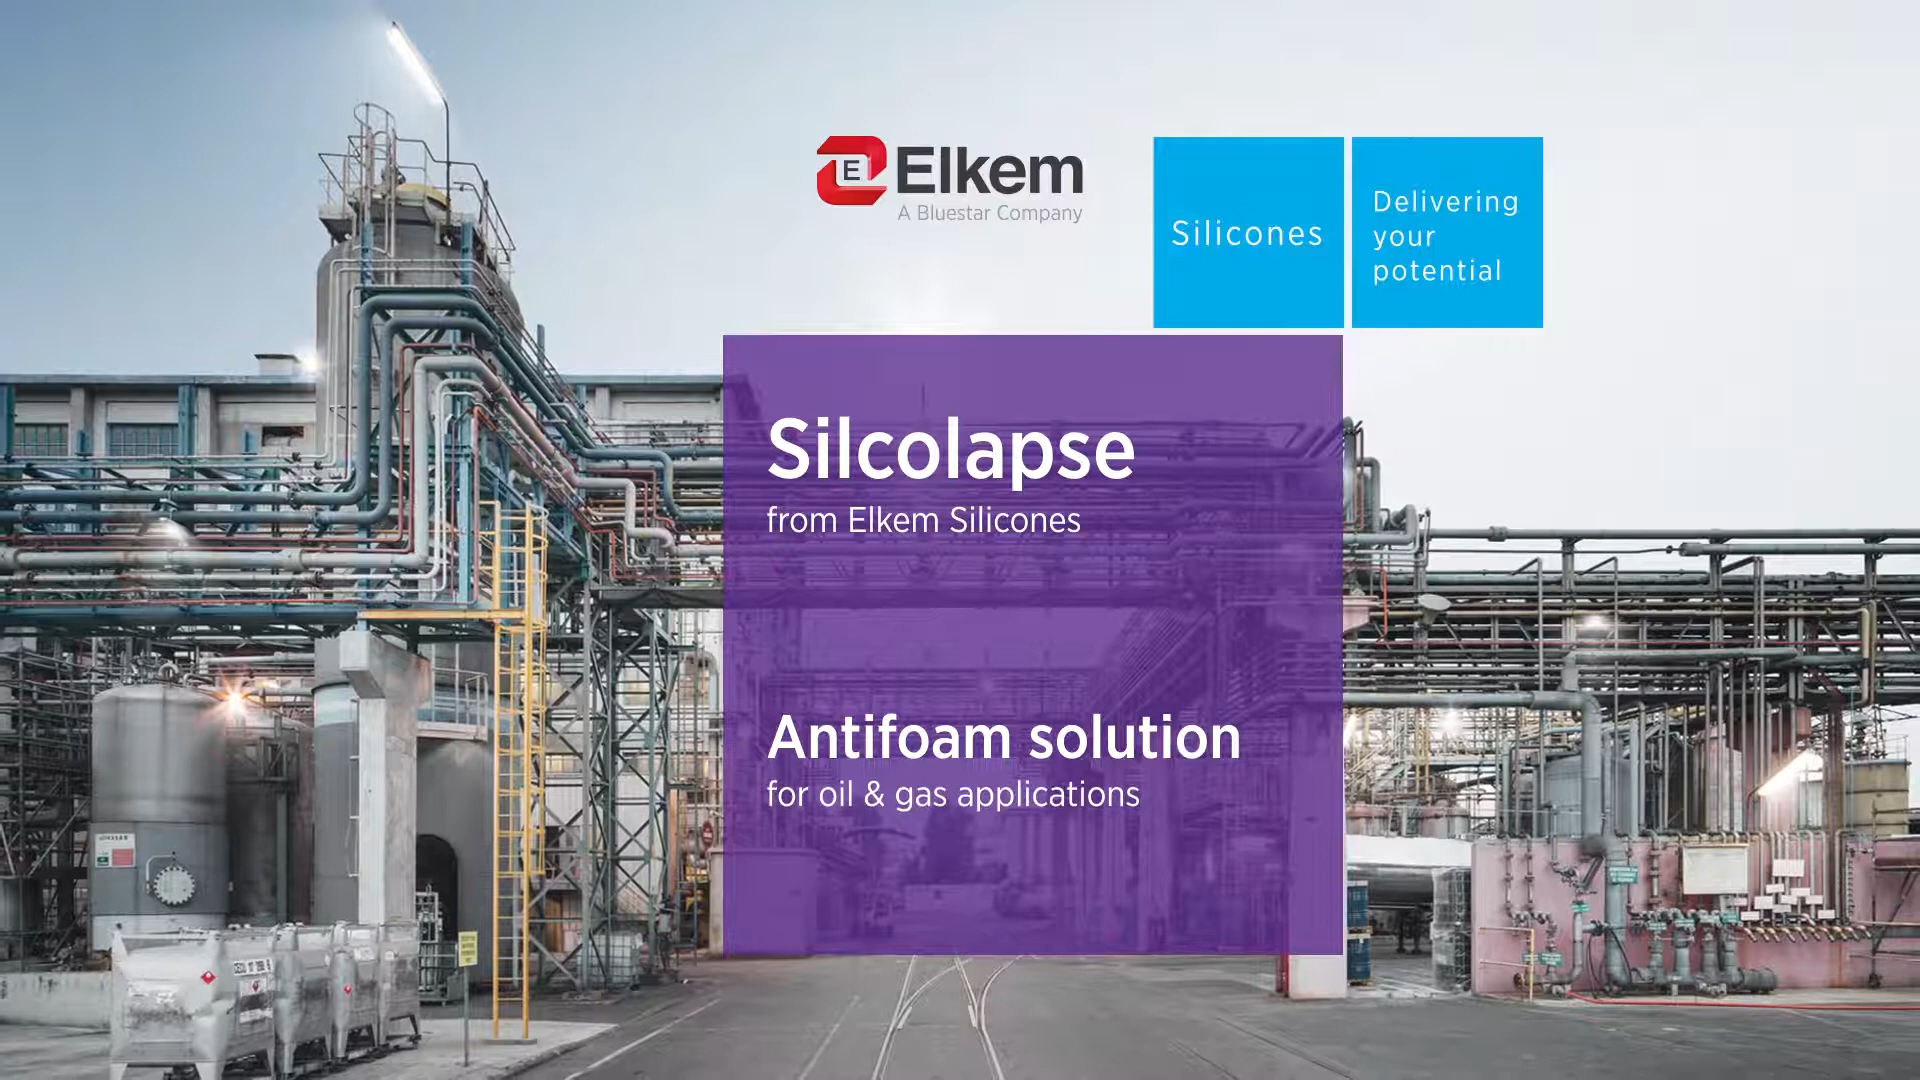 E Elkem
A Bluestar Company
Silicones
Delivering
your
potential
Silcolapse
from Elkem Silicones
Antifoam solution
for oil & gas applications